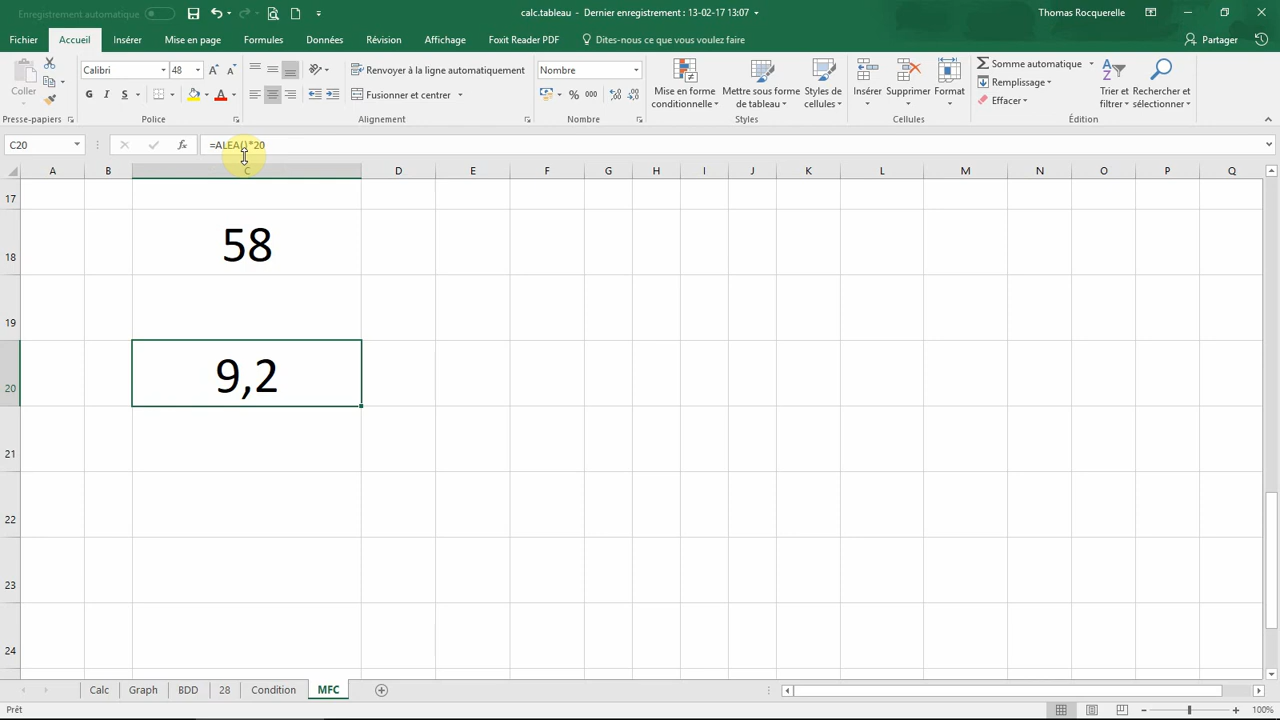 Enregistrement automatique
calc.tableau - Dernier enregistrement : 13-02-17 13:07
Thomas Rocquerelle
Fichier Accueil Insérer Mise en page Formules Données Révision Affichage Foxit Reader PDF Dites-nous ce que vous voulez faire Partager
Coller
Calibri 48
Renvoyer à la ligne automatiquement
Nombre
Mise en forme conditionnelle
Mettre sous forme de tableau
Styles de cellules
Insérer Supprimer Format
Somme automatique
Remplissage
Effacer
Trier et filtrer
Rechercher et sélectionner
G I S
Fusionner et centrer
% 000
Presse-papiers Police Alignement Nombre Styles Cellules Édition
C20 fx =ALEA()*20
A B C D E F G H I J K L M N O P Q
17
18 58
19
20 9,2
21
22
23
24
Calc Graph BDD 28 Condition MFC
Prêt 100%